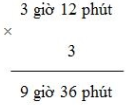 3 giờ 12 phút
×
3
9 giờ 36 phút